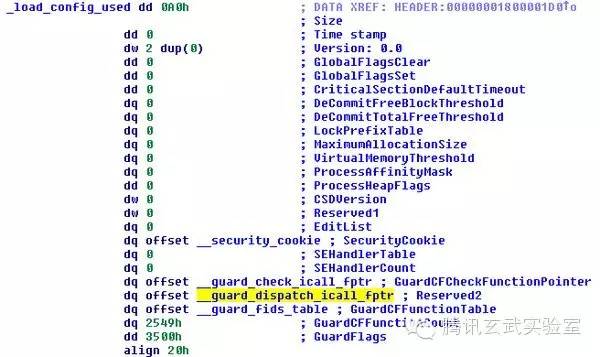 _load_config_used dd 0A0h ; DATA XREF: HEADER:00000001800001D0↑o
; Size
dd 0 ; Time stamp
dw 2 dup(0) ; Version: 0.0
dd 0 ; GlobalFlagsClear
dd 0 ; GlobalFlagsSet
dd 0 ; CriticalSectionDefaultTimeout
dq 0 ; DeCommitFreeBlockThreshold
dq 0 ; DeCommitTotalFreeThreshold
dq 0 ; LockPrefixTable
dq 0 ; MaximumAllocationSize
dq 0 ; VirtualMemoryThreshold
dq 0 ; ProcessAffinityMask
dd 0 ; ProcessHeapFlags
dw 0 ; CSDVersion
dw 0 ; Reserved1
dq 0 ; EditList
dq offset __security_cookie ; SecurityCookie
dq 0 ; SEHandlerTable
dq 0 ; SEHandlerCount
dq offset __guard_check_icall_fptr ; GuardCFCheckFunctionPointer
dq offset __guard_dispatch_icall_fptr ; Reserved2
dq offset __guard_fids_table ; GuardCFFunctionTable
dq 2549h ; GuardCFFunctionCount
dd 3500h ; GuardFlags
align 20h
腾讯玄武实验室